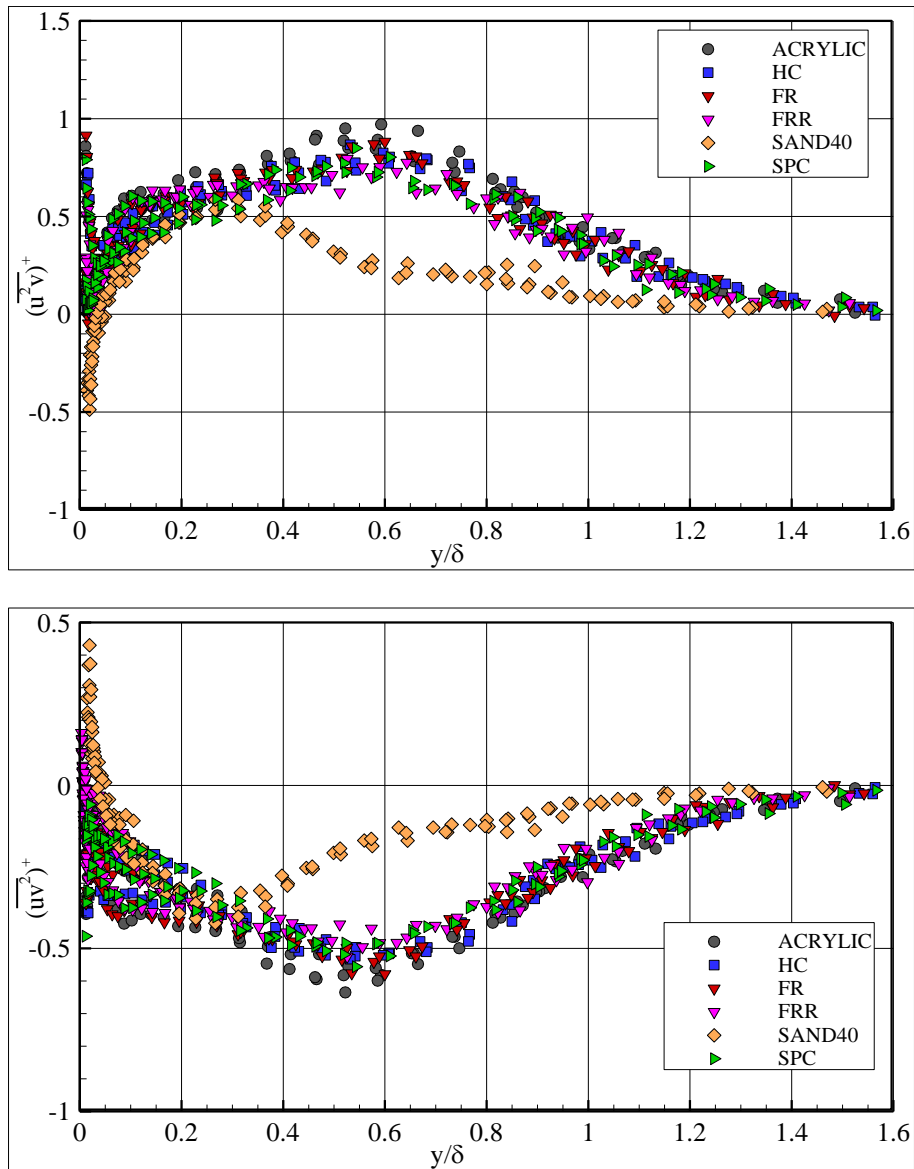 1.5
1
0.5
0
-0.5
-1
(u²v)⁺
0 0.2 0.4 0.6 0.8 1 1.2 1.4 1.6
y/δ
ACRYLIC
HC
FR
FRR
SAND40
SPC
0.5
0
-0.5
-1
(uv²)⁺
0 0.2 0.4 0.6 0.8 1 1.2 1.4 1.6
y/δ
ACRYLIC
HC
FR
FRR
SAND40
SPC